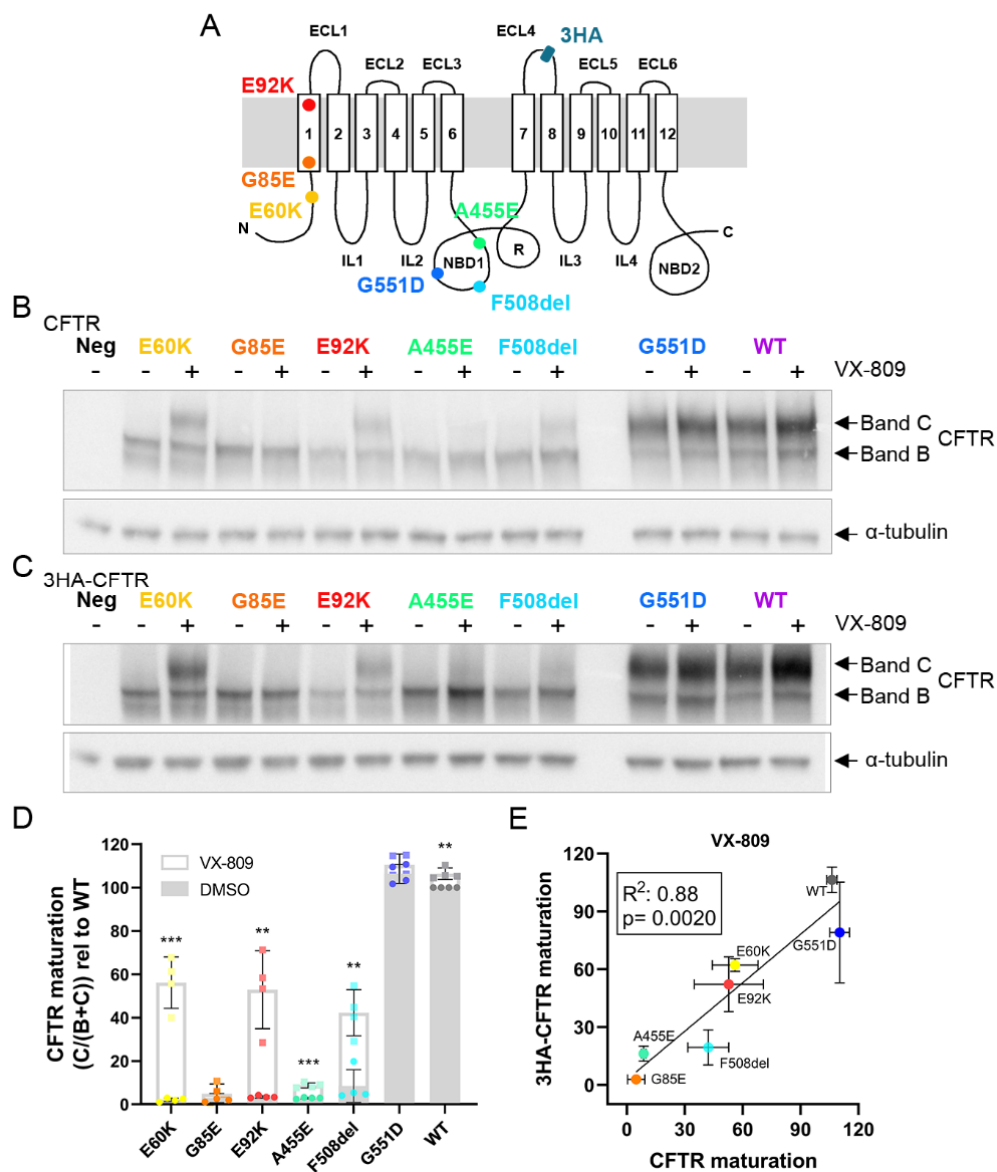 A
ECL1
ECL4
3HA
ECL2
ECL3
ECL5
ECL6
E92K
1 2 3 4 5 6 7 8 9 10 11 12
G85E
E60K
A455E
N
C
R
NBD1
NBD2
IL1
IL2
IL3
IL4
G551D
F508del
B
CFTR
Neg E60K G85E E92K A455E F508del G551D WT
- - + - + - + - + - + - + - + VX-809
Band C
CFTR
Band B
α-tubulin
C
3HA-CFTR
Neg E60K G85E E92K A455E F508del G551D WT
- - + - + - + - + - + - + - + VX-809
Band C
CFTR
Band B
α-tubulin
D
CFTR maturation
(C/(B+C)) rel to WT
120
100
80
60
40
20
0
VX-809
DMSO
*** ** *** ** **
E60K G85E E92K A455E F508del G551D WT
E
VX-809
3HA-CFTR maturation
120
90
60
30
0
R²: 0.88
p= 0.0020
WT
G551D
E60K
E92K
A455E
F508del
G85E
0 30 60 90 120
CFTR maturation